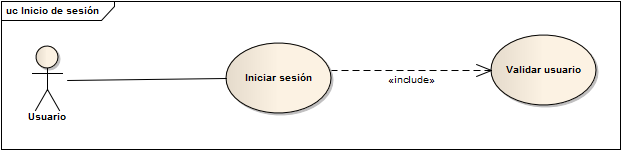 uc Inicio de sesión
Iniciar sesión
«include»
Validar usuario
Usuario